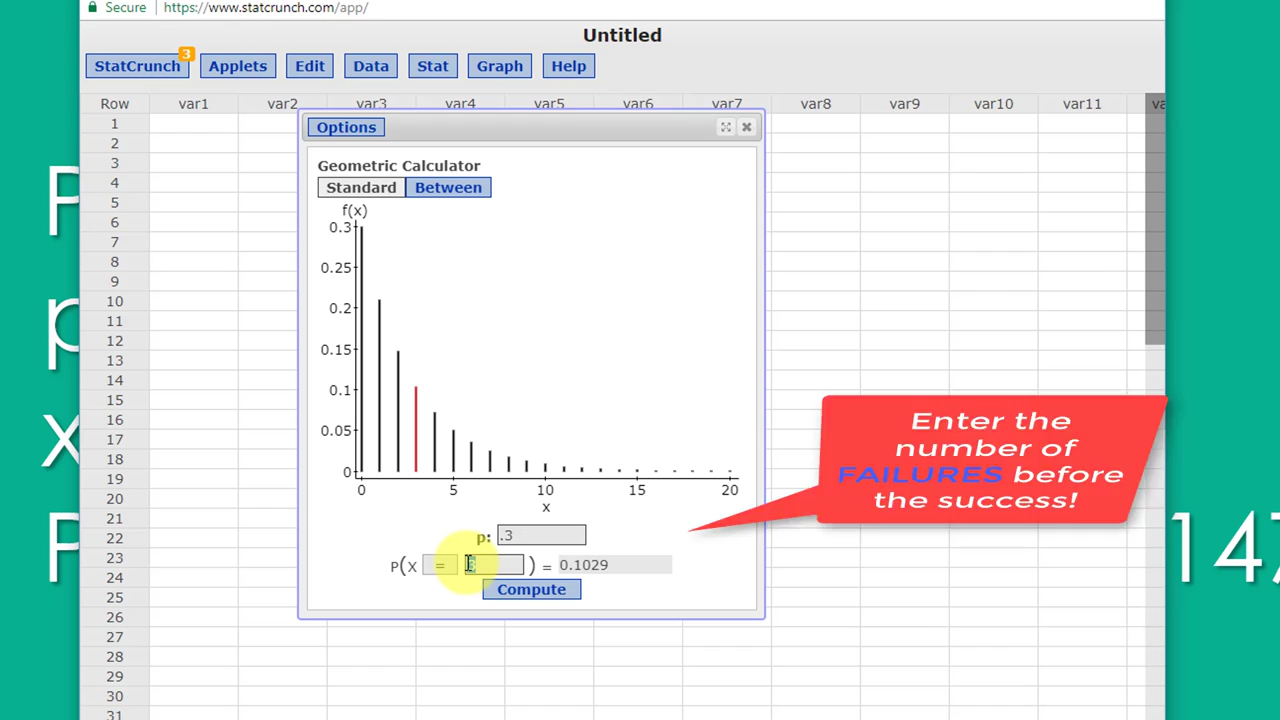 Secure https://www.statcrunch.com/app/
Untitled
StatCrunch 3 Applets Edit Data Stat Graph Help
Row var1 var2 var3 var4 var5 var6 var7 var8 var9 var10 var11 va
1
2
3
4
5
6
7
8
9
10
11
12
13
14
15
16
17
18
19
20
21
22
23
24
25
26
27
28
29
30
31
Options
Geometric Calculator
Standard Between
f(x)
0.3
0.25
0.2
0.15
0.1
0.05
0
0 5 10 15 20
x
p: .3
P(x = 3 ) = 0.1029
Compute
Enter the
number of
FAILURES before
the success!
P
p
x
P
147